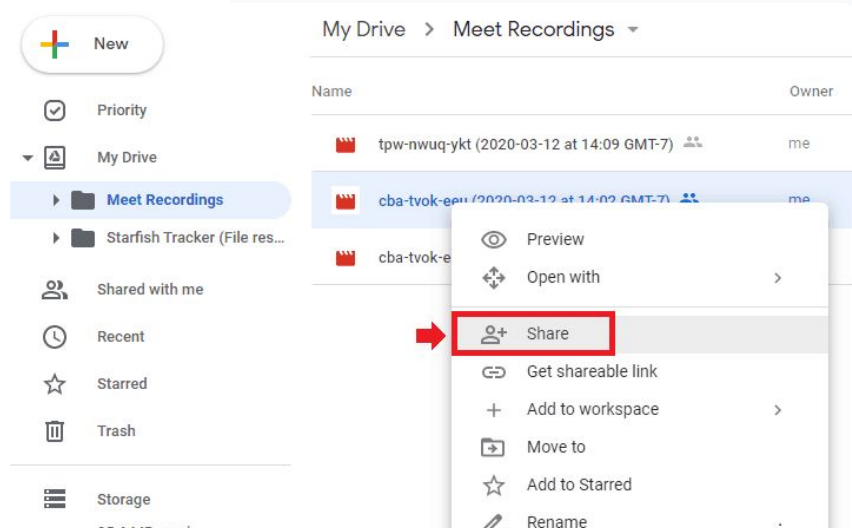 My Drive > Meet Recordings
New
Name
Owner
Priority
tpw-nwuq-ykt (2020-03-12 at 14:09 GMT-7)
me
My Drive
Meet Recordings
cba-tvok-eeu (2020-03-12 at 14:02 GMT-7)
me
Starfish Tracker (File res...
cba-tvok-e
Preview
Open with
Shared with me
Recent
Share
Starred
Get shareable link
Add to workspace
Trash
Move to
Add to Starred
Storage
Rename